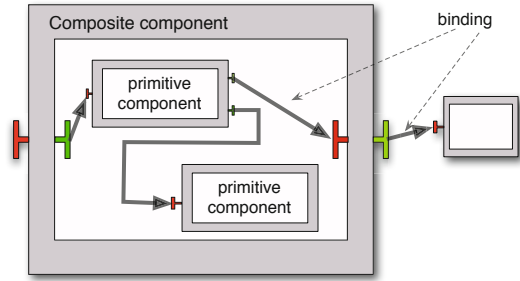 Composite component
binding
primitive
component
primitive
component